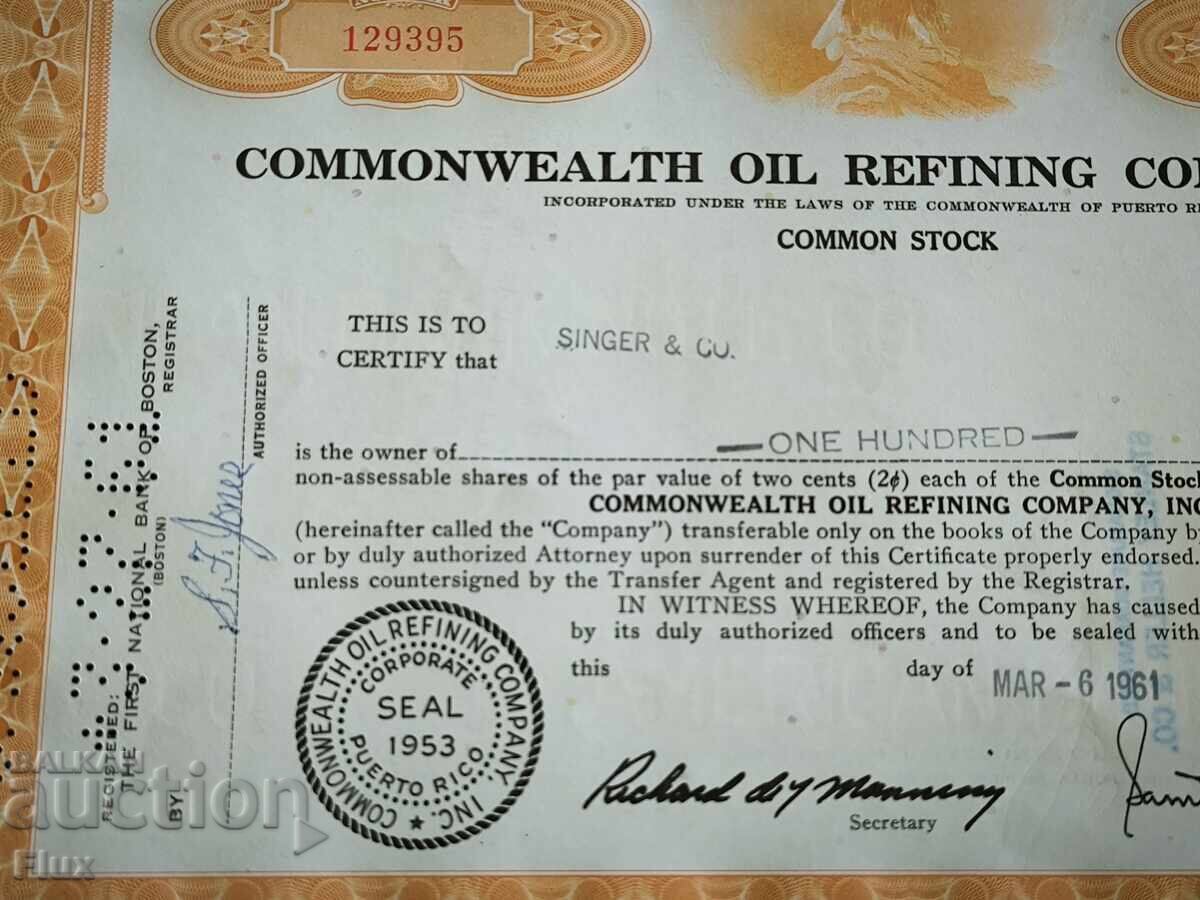 129395
COMMONWEALTH OIL REFINING CO
INCORPORATED UNDER THE LAWS OF THE COMMONWEALTH OF PUERTO R
COMMON STOCK
THIS IS TO
CERTIFY that
SINGER & CO.
is the owner of ONE HUNDRED
non-assessable shares of the par value of two cents (2¢) each of the Common Stock
COMMONWEALTH OIL REFINING COMPANY, INC
(hereinafter called the "Company") transferable only on the books of the Company by
or by duly authorized Attorney upon surrender of this Certificate properly endorsed.
unless countersigned by the Transfer Agent and registered by the Registrar.
IN WITNESS WHEREOF, the Company has caused
by its duly authorized officers and to be sealed with
this day of MAR -6 1961
COMMONWEALTH OIL REFINING COMPANY, INC.
CORPORATE
SEAL
1953
PUERTO RICO
Richard deY Manning
Secretary
REGISTERED:
THE FIRST NATIONAL BANK OF BOSTON,
(BOSTON)
REGISTRAR
BY
S. F. Jones
AUTHORIZED OFFICER
BALKAN
auction
Flux